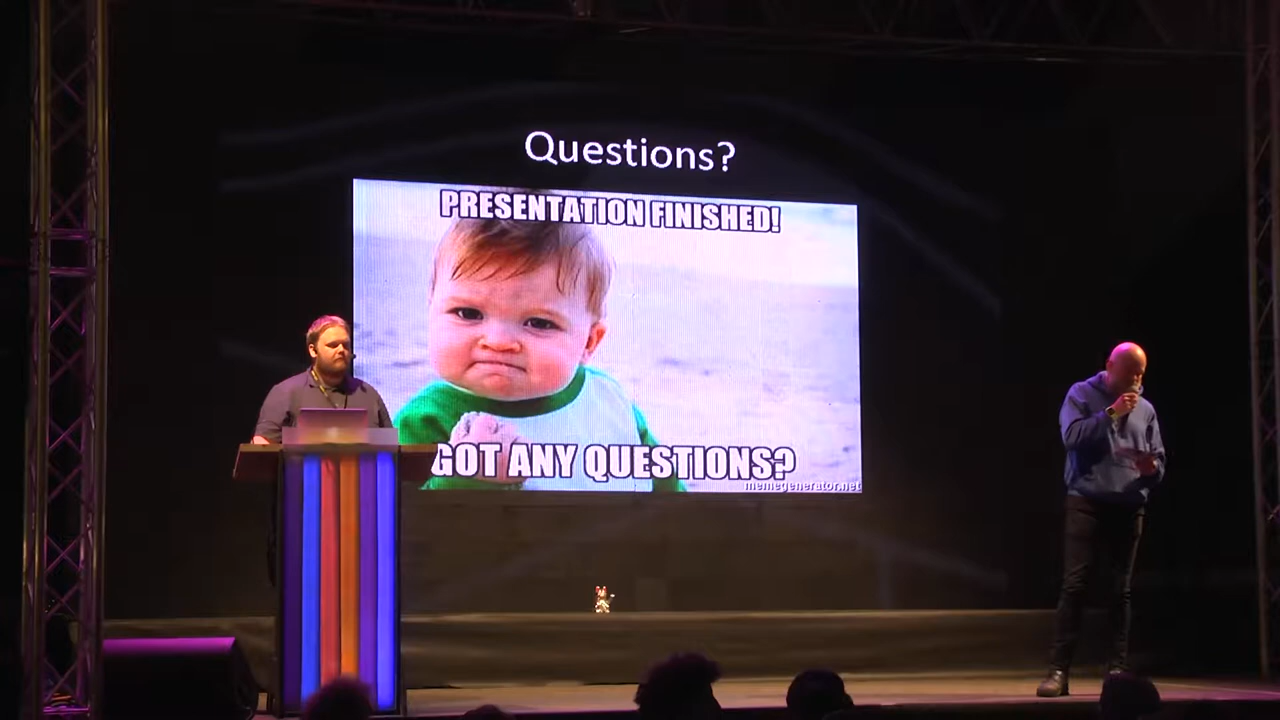 Questions?
PRESENTATION FINISHED!
GOT ANY QUESTIONS?
memegenerator.net